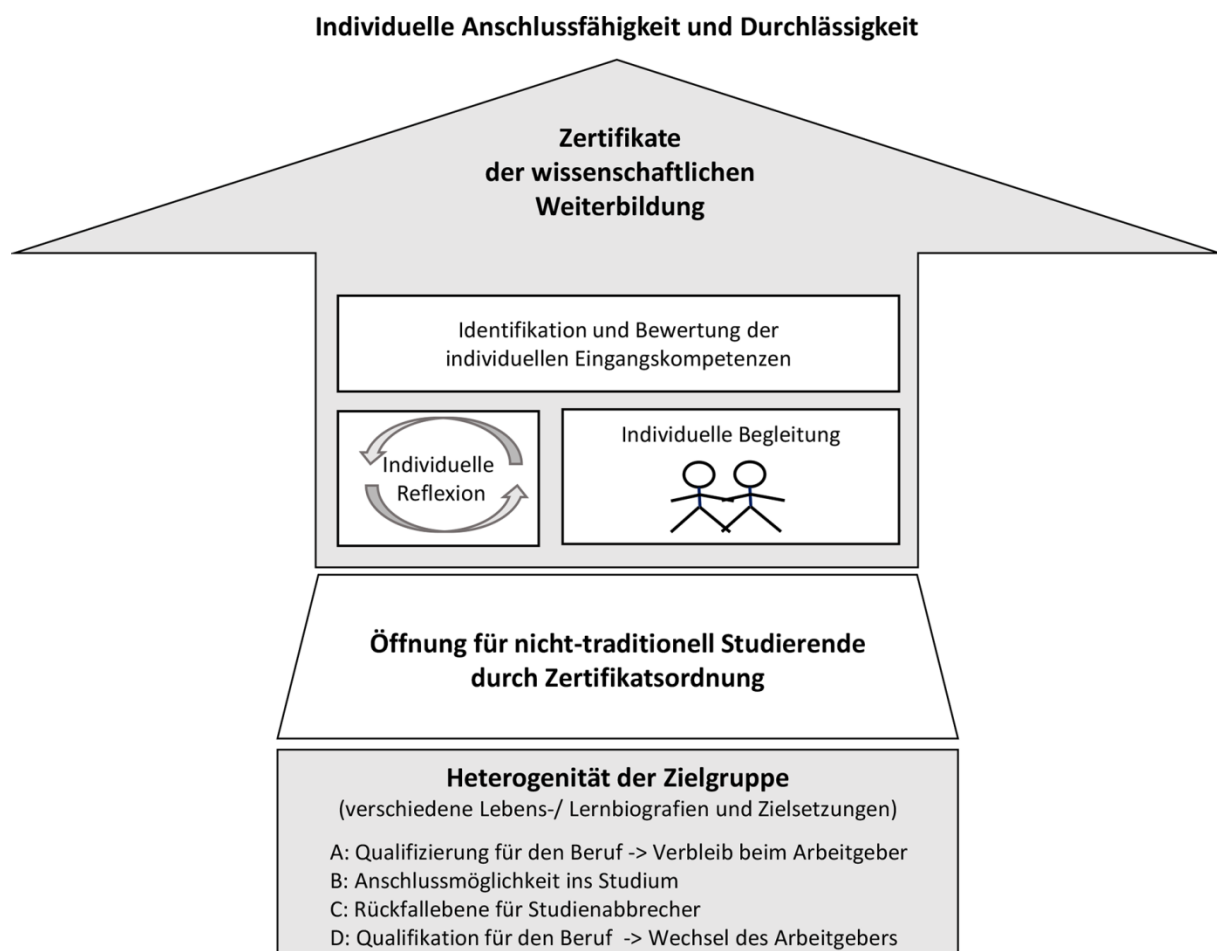 Individuelle Anschlussfähigkeit und Durchlässigkeit
Zertifikate
der wissenschaftlichen
Weiterbildung
Identifikation und Bewertung der
individuellen Eingangskompetenzen
Individuelle
Reflexion
Individuelle Begleitung
Öffnung für nicht-traditionell Studierende
durch Zertifikatsordnung
Heterogenität der Zielgruppe
(verschiedene Lebens-/ Lernbiografien und Zielsetzungen)
A: Qualifizierung für den Beruf -> Verbleib beim Arbeitgeber
B: Anschlussmöglichkeit ins Studium
C: Rückfallebene für Studienabbrecher
D: Qualifikation für den Beruf -> Wechsel des Arbeitgebers